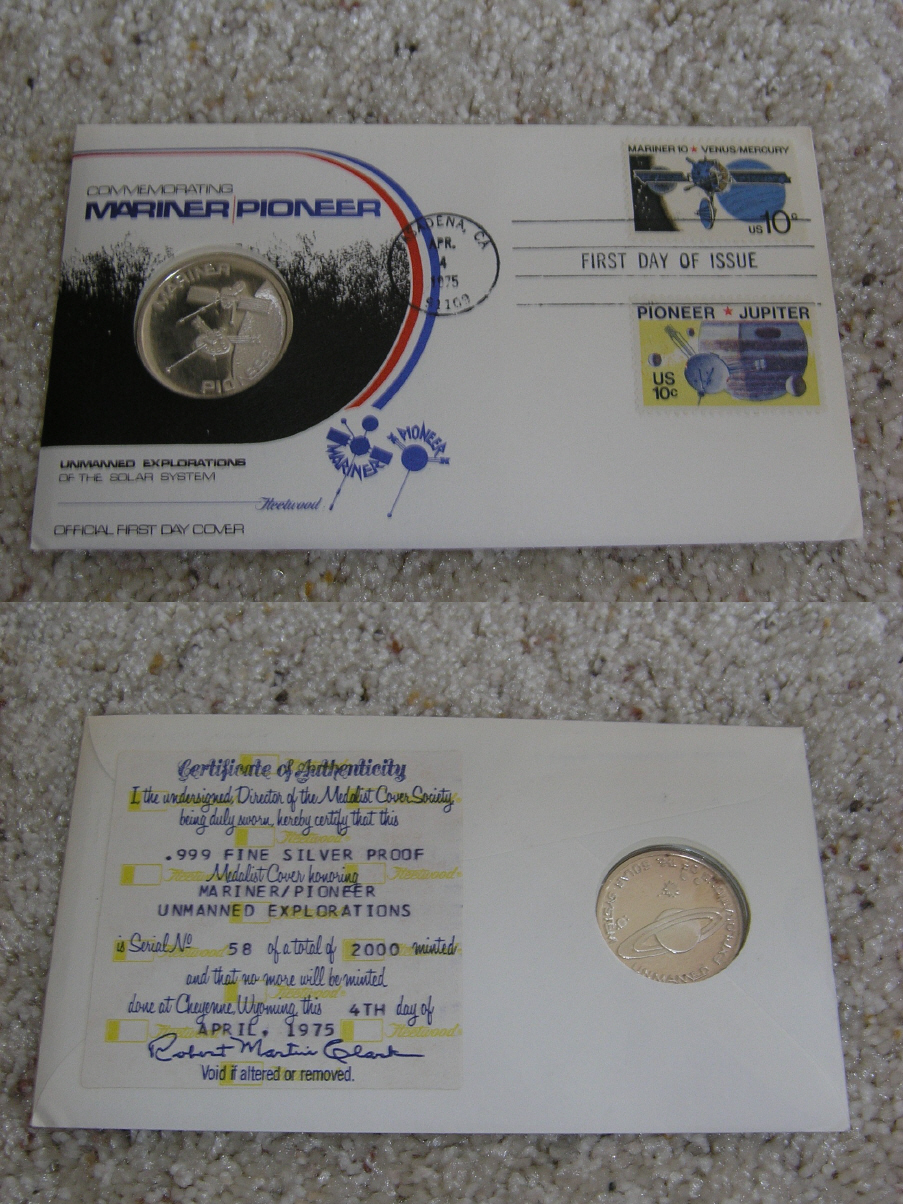 COMMEMORATING
MARINER|PIONEER
MARINER
PIONEER
UNMANNED EXPLORATIONS
OF THE SOLAR SYSTEM
Fleetwood
OFFICIAL FIRST DAY COVER
MARINER
PIONEER
PASADENA, CA
APR.
4
1975
91109
FIRST DAY OF ISSUE
MARINER 10 ★ VENUS/MERCURY
US 10c
PIONEER ★ JUPITER
US
10c
Certificate of Authenticity
I the undersigned, Director of the Medalist Cover Society
being duly sworn, hereby certify that this
.999 FINE SILVER PROOF
Medalist Cover honoring
MARINER/PIONEER
UNMANNED EXPLORATIONS
is Serial No 58 of a total of 2000 minted
and that no more will be minted
done at Cheyenne, Wyoming, this 4TH day of
APRIL, 1975
Robert Martin Clark
Void if altered or removed.